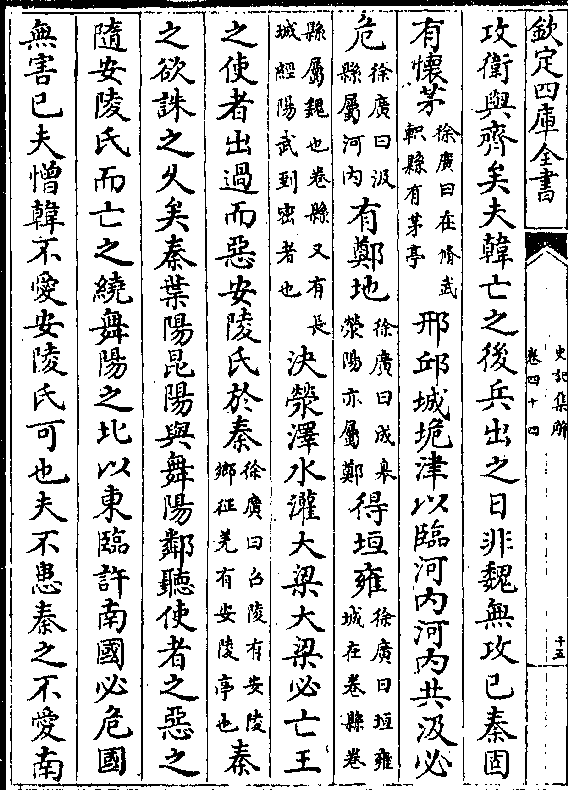 欽定四庫全書
史記集解
卷四十四
十五
攻衛與齊矣夫韓亡之後兵出之日非魏無攻已秦固
有懷茅徐廣曰在脩武軹縣有茅亭邢邱城垝津以臨河内河内共汲必
危徐廣曰汲縣屬河内有鄭地徐廣曰成臯滎陽亦屬鄭得垣雍徐廣曰垣雍城在卷縣卷
縣屬魏也卷縣又有長城經陽武到密者也決滎澤水灌大梁大梁必亡王
之使者出過而惡安陵氏於秦徐廣曰召陵有安陵鄉征羌有安陵亭也秦
之欲誅之乆矣秦葉陽昆陽與舞陽鄰聽使者之惡之
隨安陵氏而亡之繞舞陽之北以東臨許南國必危國
無害已夫憎韓不愛安陵氏可也夫不患秦之不愛南